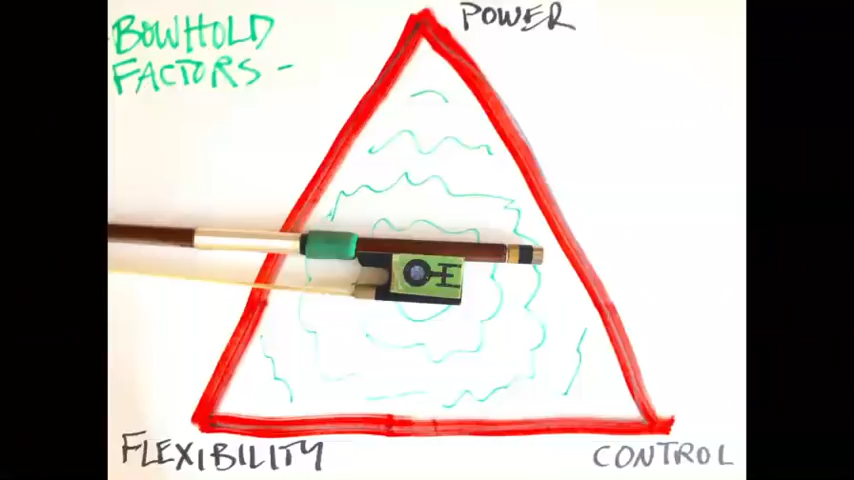 BOWHOLD
FACTORS-
POWER
FLEXIBILITY
CONTROL